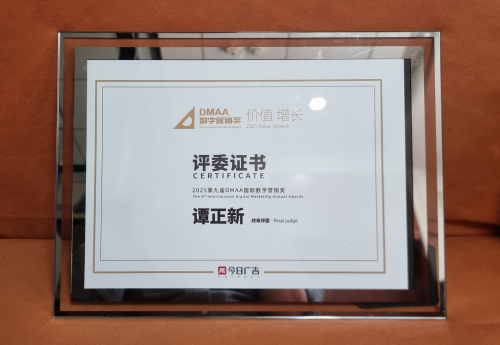 DMAA
数字营销奖
价值 增长
2025 Value Growth
评委证书
CERTIFICATE
2025第九届DMAA国际数字营销奖
The 9th International Digital Marketing Annual Awards
谭正新 终审评委 Final Judge
今日广告